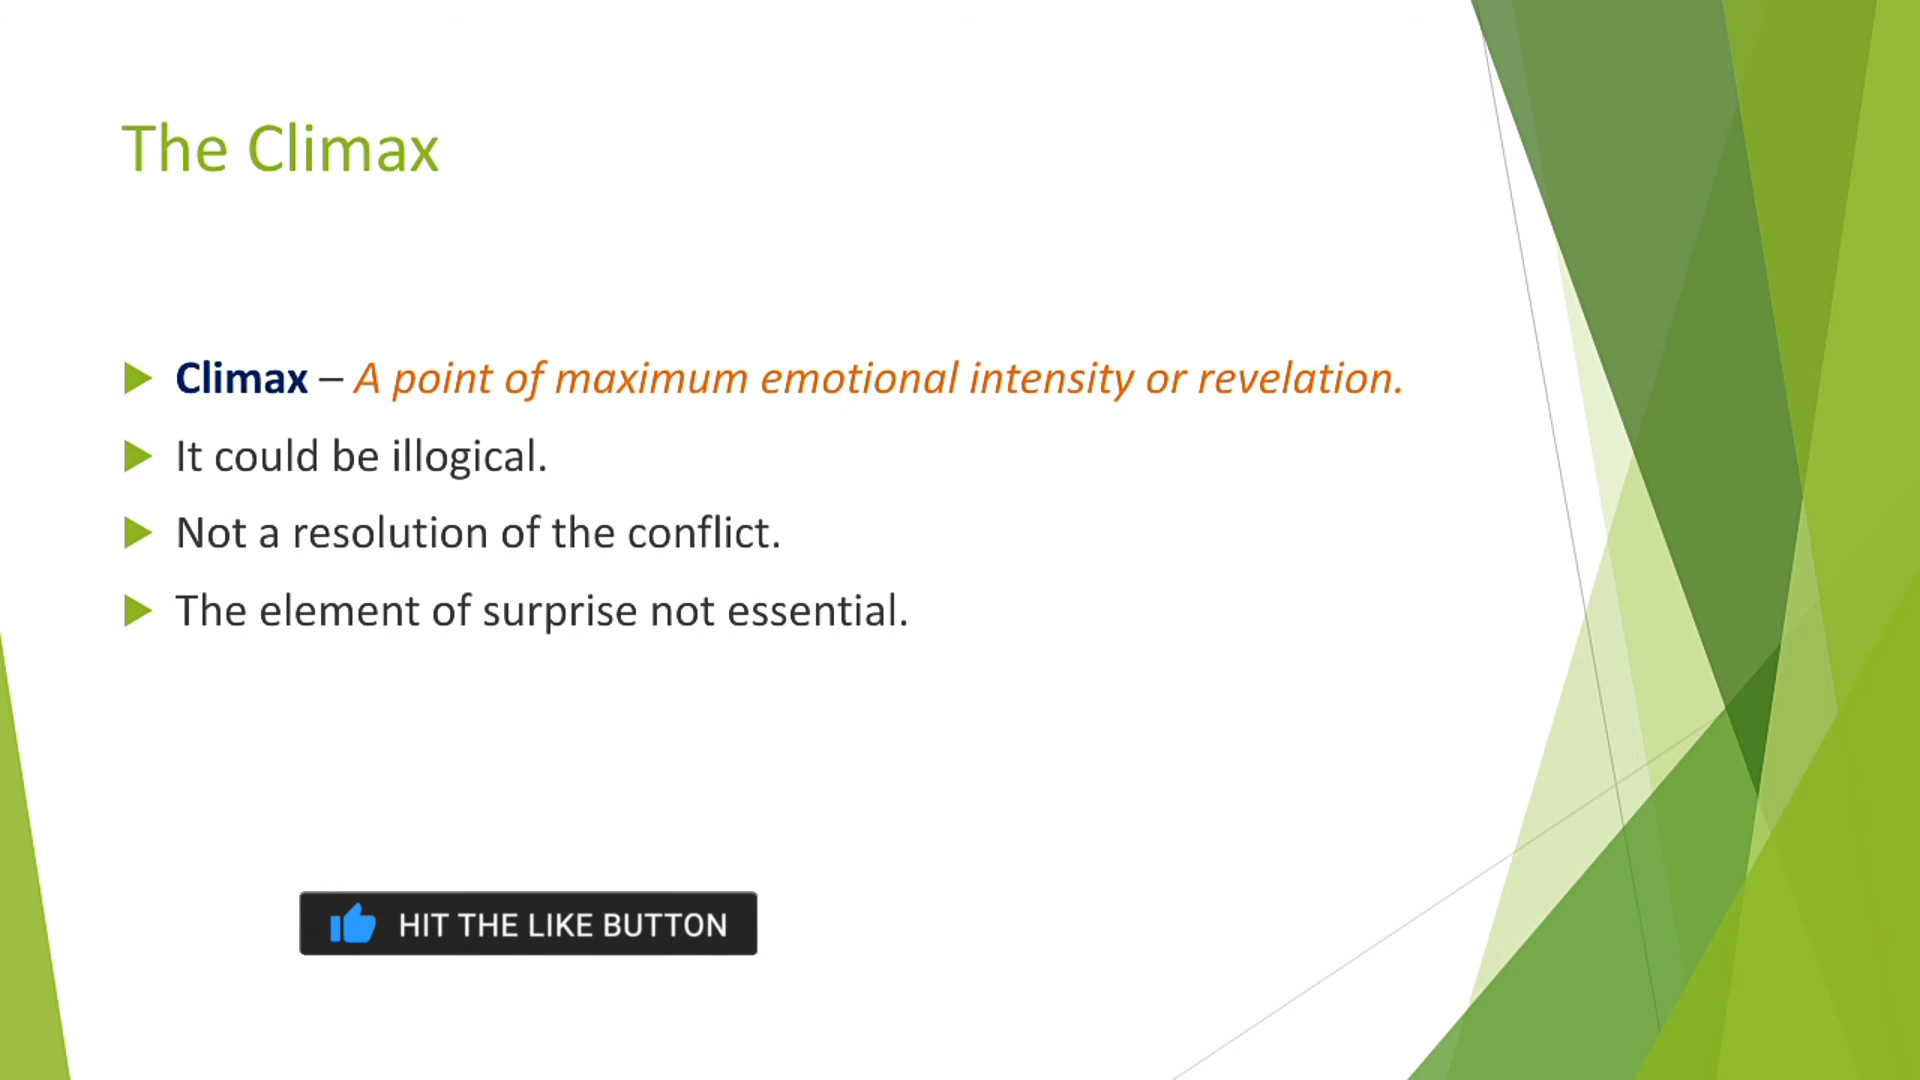 The Climax
Climax – A point of maximum emotional intensity or revelation.
It could be illogical.
Not a resolution of the conflict.
The element of surprise not essential.
HIT THE LIKE BUTTON